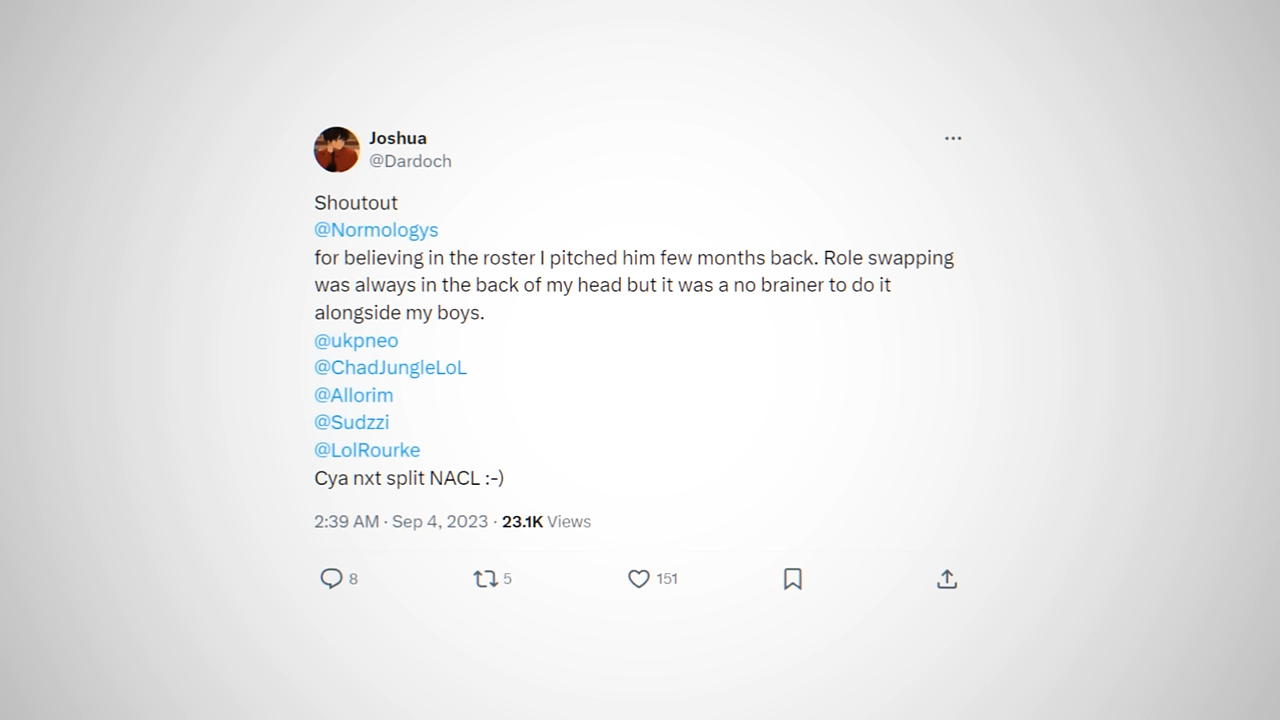 Joshua
@Dardoch
Shoutout
@Normologys
for believing in the roster I pitched him few months back. Role swapping
was always in the back of my head but it was a no brainer to do it
alongside my boys.
@ukpneo
@ChadJungleLoL
@Allorim
@Sudzzi
@LolRourke
Cya nxt split NACL :-)
2:39 AM · Sep 4, 2023 · 23.1K Views
8 5 151